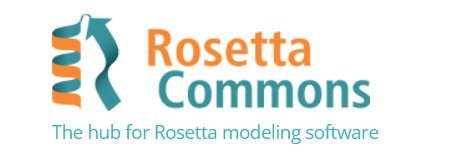 Rosetta
Commons
The hub for Rosetta modeling software